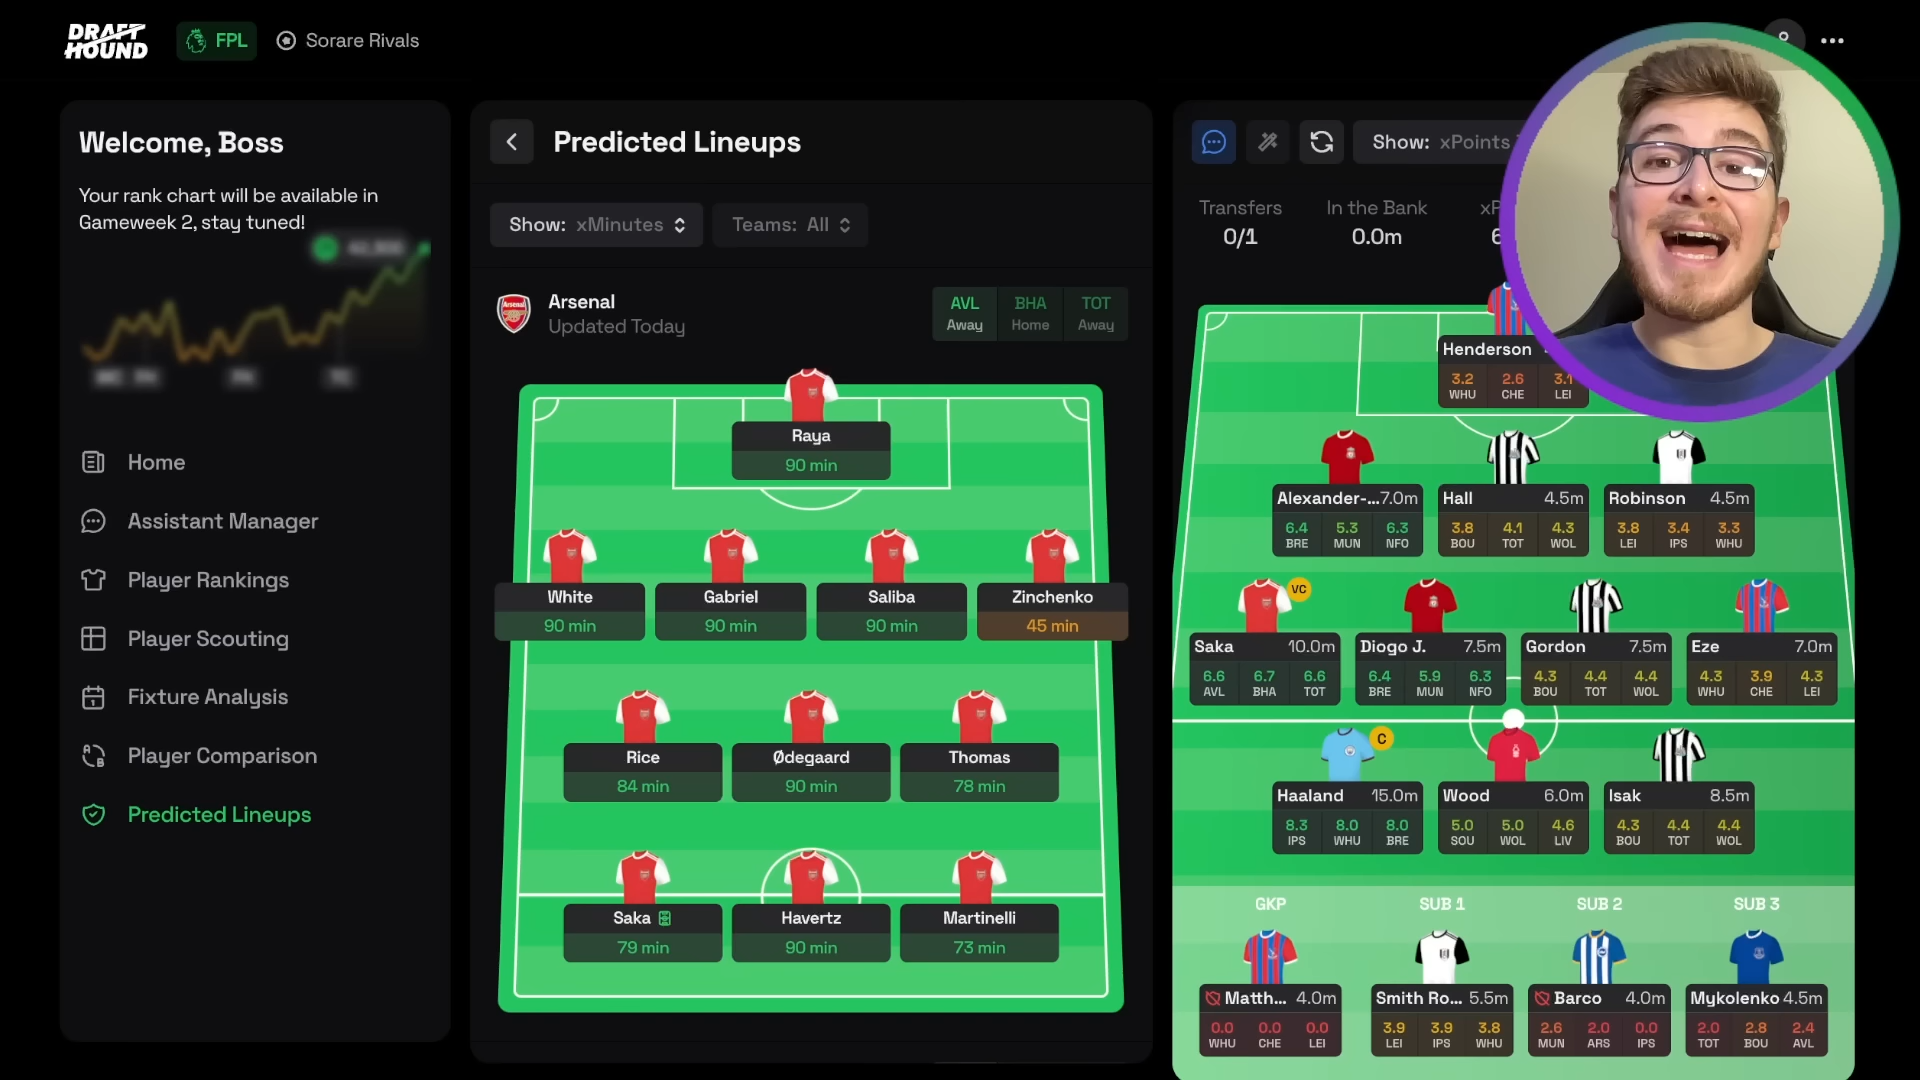 DRAFT
HOUND
FPL
Sorare Rivals
Welcome, Boss
Your rank chart will be available in
Gameweek 2, stay tuned!
Home
Assistant Manager
Player Rankings
Player Scouting
Fixture Analysis
Player Comparison
Predicted Lineups
Predicted Lineups
Show: xMinutes
Teams: All
Arsenal
Updated Today
AVL BHA TOT
Away Home Away
Raya
90 min
White Gabriel Saliba Zinchenko
90 min 90 min 90 min 45 min
Rice Ødegaard Thomas
84 min 90 min 78 min
Saka Havertz Martinelli
79 min 90 min 73 min
Show: xPoints
Transfers In the Bank
0/1 0.0m
Henderson
3.2 2.6 3.1
WHU CHE LEI
Alexander-...7.0m Hall 4.5m Robinson 4.5m
6.4 5.3 6.3 3.8 4.1 4.3 3.8 3.4 3.3
BRE MUN NFO BOU TOT WOL LEI IPS WHU
VC
Saka 10.0m Diogo J. 7.5m Gordon 7.5m Eze 7.0m
6.6 6.7 6.6 6.4 5.9 6.3 4.3 4.4 4.4 4.3 3.9 4.3
AVL BHA TOT BRE MUN NFO BOU TOT WOL WHU CHE LEI
C
Haaland 15.0m Wood 6.0m Isak 8.5m
8.3 8.0 8.0 5.0 5.0 4.6 4.3 4.4 4.4
IPS WHU BRE SOU WOL LIV BOU TOT WOL
GKP SUB 1 SUB 2 SUB 3
Matth... 4.0m Smith Ro... 5.5m Barco 4.0m Mykolenko 4.5m
0.0 0.0 0.0 3.9 3.9 3.8 2.6 2.0 0.0 2.0 2.8 2.4
WHU CHE LEI LEI IPS WHU MUN ARS IPS TOT BOU AVL